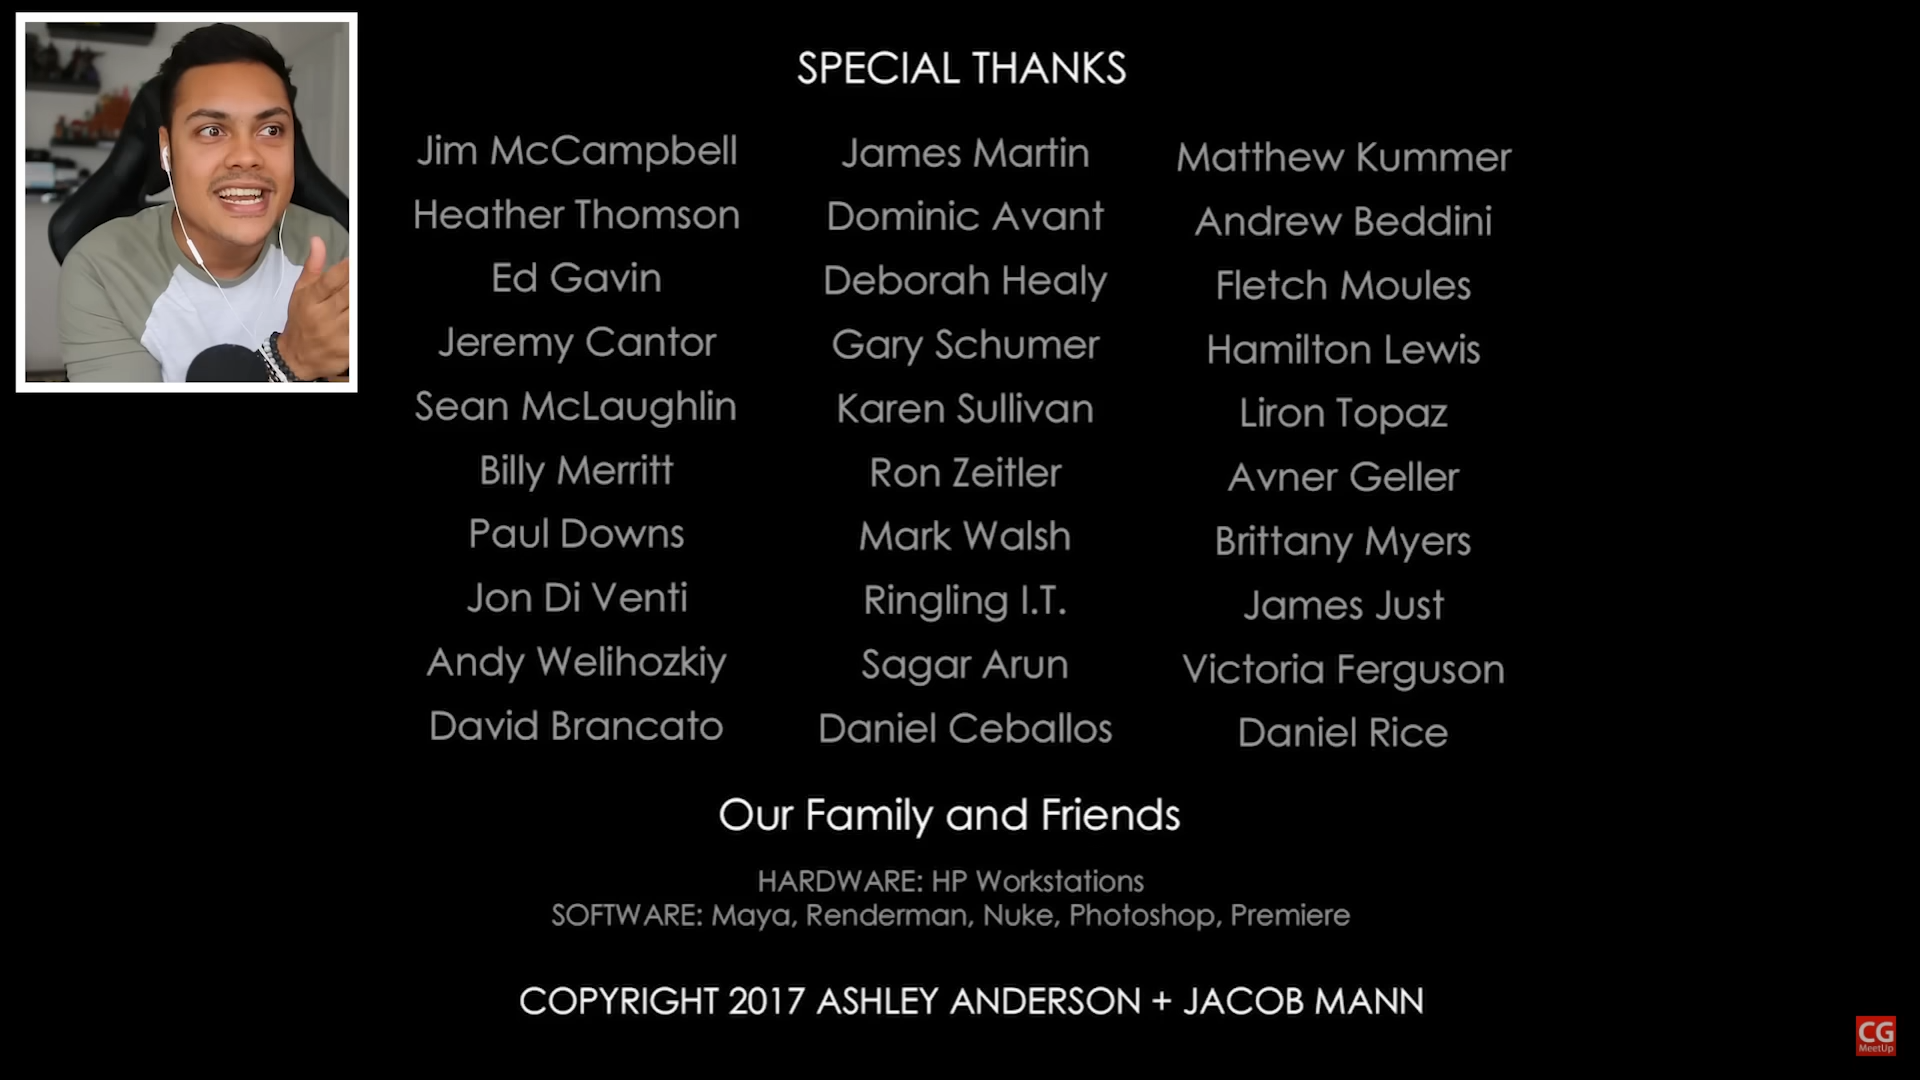 SPECIAL THANKS
Jim McCampbell
Heather Thomson
Ed Gavin
Jeremy Cantor
Sean McLaughlin
Billy Merritt
Paul Downs
Jon Di Venti
Andy Welihozkiy
David Brancato
James Martin
Dominic Avant
Deborah Healy
Gary Schumer
Karen Sullivan
Ron Zeitler
Mark Walsh
Ringling I.T.
Sagar Arun
Daniel Ceballos
Matthew Kummer
Andrew Beddini
Fletch Moules
Hamilton Lewis
Liron Topaz
Avner Geller
Brittany Myers
James Just
Victoria Ferguson
Daniel Rice
Our Family and Friends
HARDWARE: HP Workstations
SOFTWARE: Maya, Renderman, Nuke, Photoshop, Premiere
COPYRIGHT 2017 ASHLEY ANDERSON + JACOB MANN
CG
MeetUp